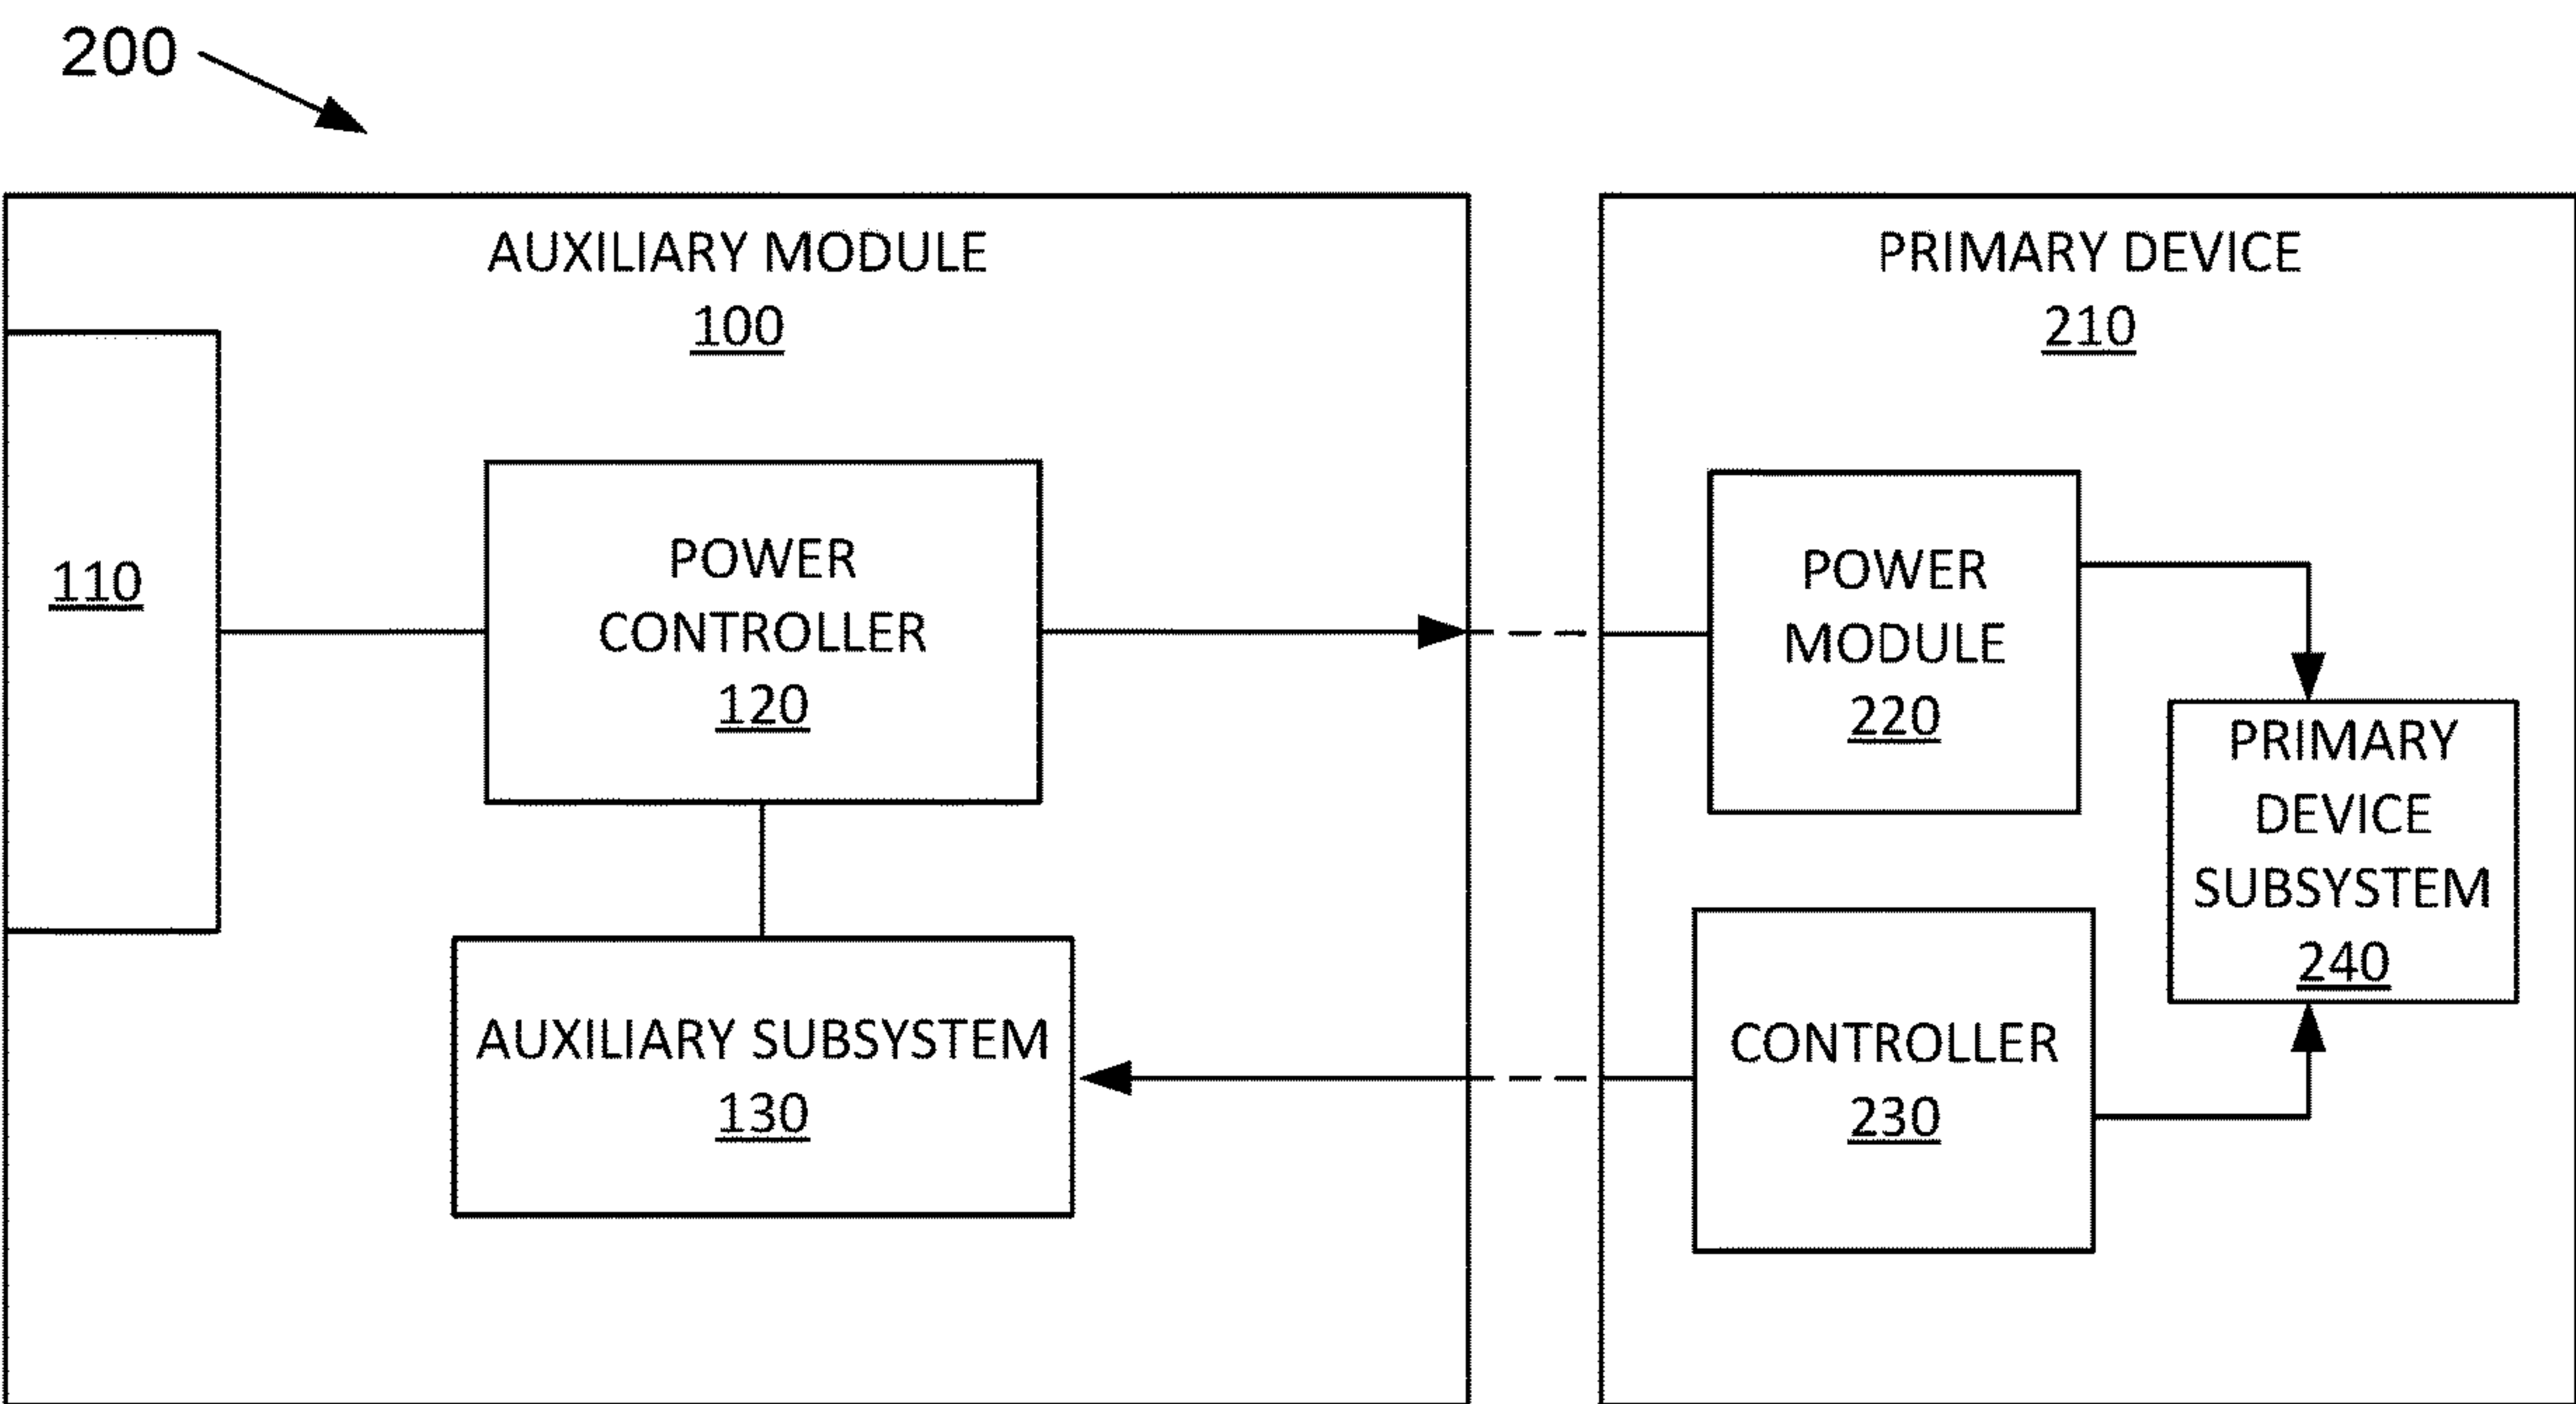 200
AUXILIARY MODULE
100
110
POWER
CONTROLLER
120
AUXILIARY SUBSYSTEM
130
PRIMARY DEVICE
210
POWER
MODULE
220
CONTROLLER
230
PRIMARY
DEVICE
SUBSYSTEM
240